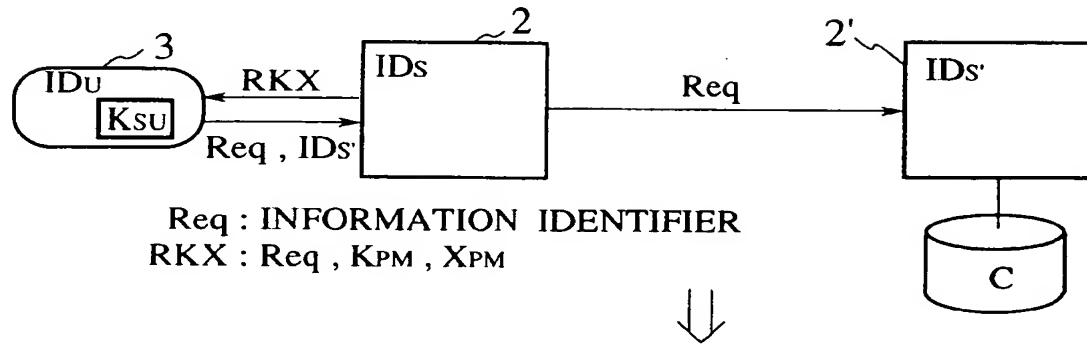 3
2
2'
IDU
IDS
IDS'
RKX
Req
KSU
Req , IDS'
Req : INFORMATION IDENTIFIER
RKX : Req , KPM , XPM
C